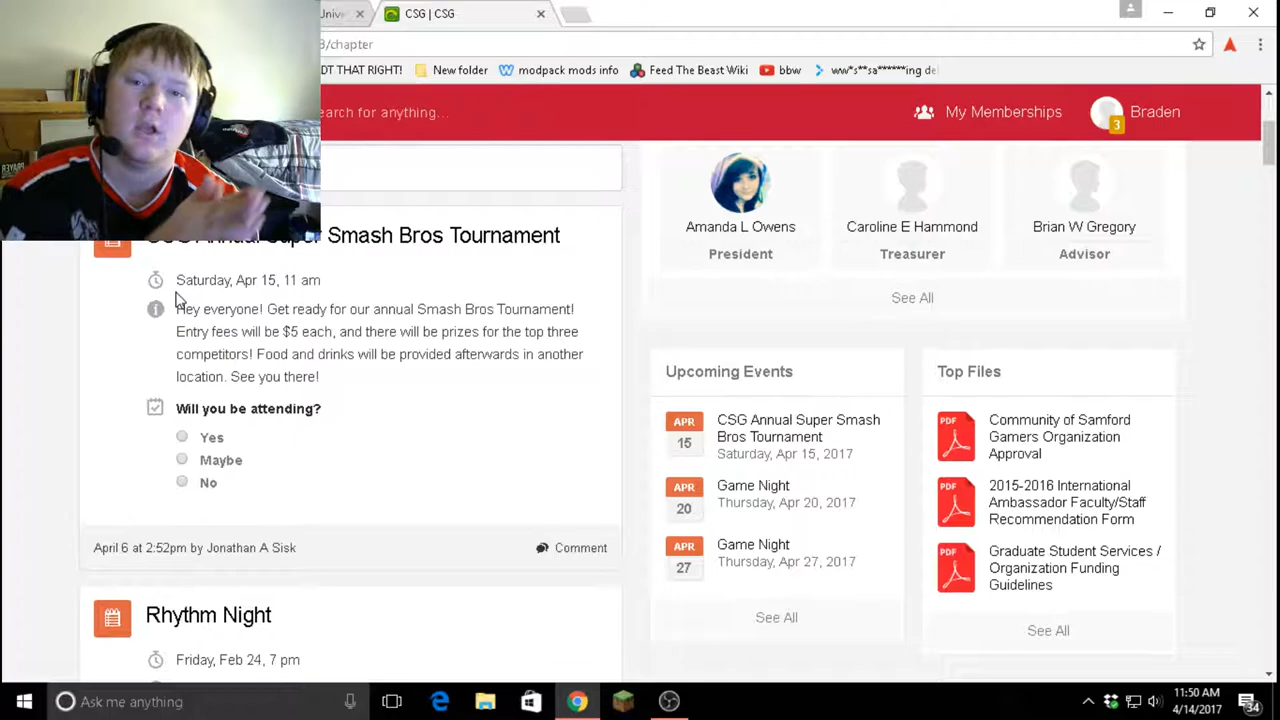 CSG | CSG
3/chapter
DT THAT RIGHT!
New folder
modpack mods info
Feed The Beast Wiki
bbw
ww*s**sa******ing de
search for anything...
My Memberships
Braden
3
Smash Bros Tournament
Saturday, Apr 15, 11 am
Hey everyone! Get ready for our annual Smash Bros Tournament!
Entry fees will be $5 each, and there will be prizes for the top three
competitors! Food and drinks will be provided afterwards in another
location. See you there!
Will you be attending?
Yes
Maybe
No
April 6 at 2:52pm by Jonathan A Sisk
Comment
Rhythm Night
Friday, Feb 24, 7 pm
Amanda L Owens
President
Caroline E Hammond
Treasurer
Brian W Gregory
Advisor
See All
Upcoming Events
APR
15
CSG Annual Super Smash
Bros Tournament
Saturday, Apr 15, 2017
APR
20
Game Night
Thursday, Apr 20, 2017
APR
27
Game Night
Thursday, Apr 27, 2017
See All
Top Files
PDF
Community of Samford
Gamers Organization
Approval
PDF
2015-2016 International
Ambassador Faculty/Staff
Recommendation Form
PDF
Graduate Student Services /
Organization Funding
Guidelines
See All
Ask me anything
11:50 AM
4/14/2017
34